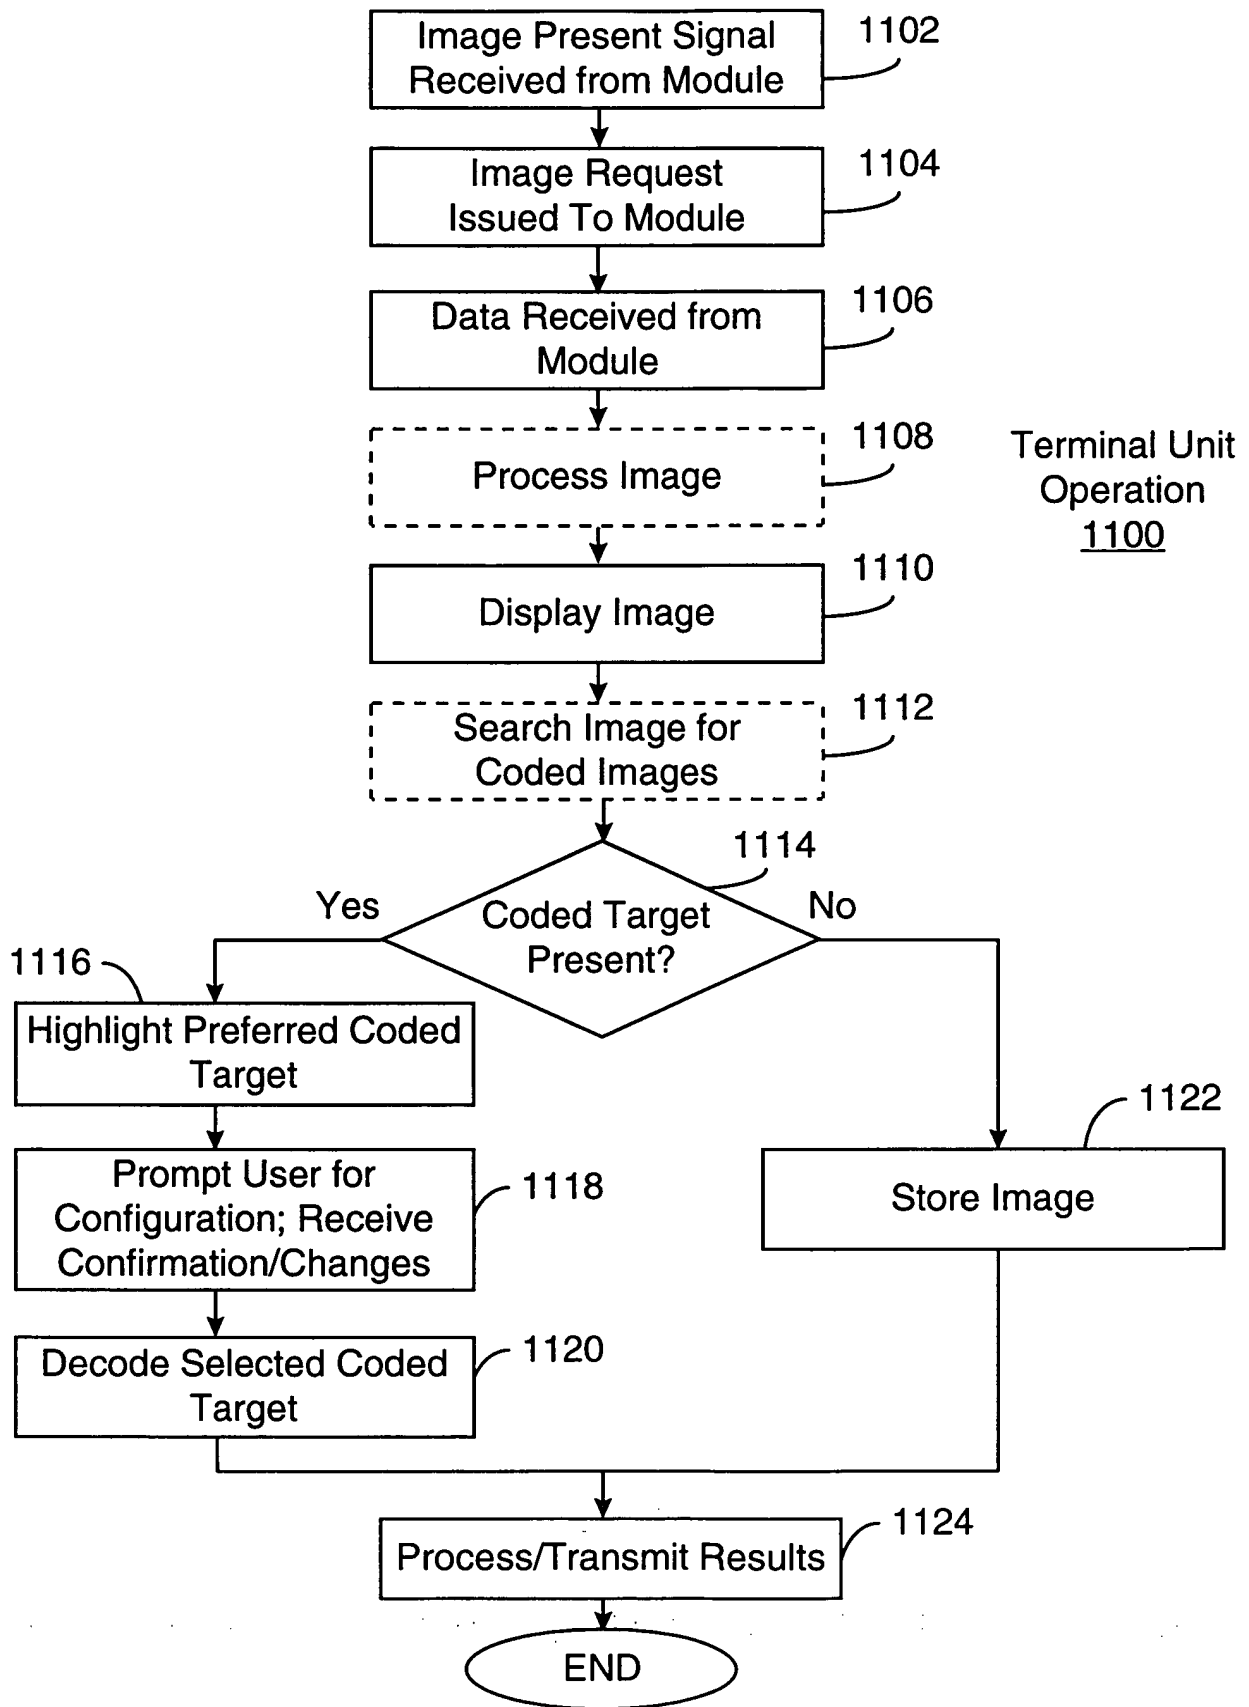 Image Present Signal
Received from Module
1102
Image Request
Issued To Module
1104
Data Received from
Module
1106
Process Image
1108
Terminal Unit
Operation
1100
Display Image
1110
Search Image for
Coded Images
1112
Coded Target
Present?
1114
Yes
No
1116
Highlight Preferred Coded
Target
Prompt User for
Configuration; Receive
Confirmation/Changes
1118
1122
Store Image
Decode Selected Coded
Target
1120
Process/Transmit Results
1124
END